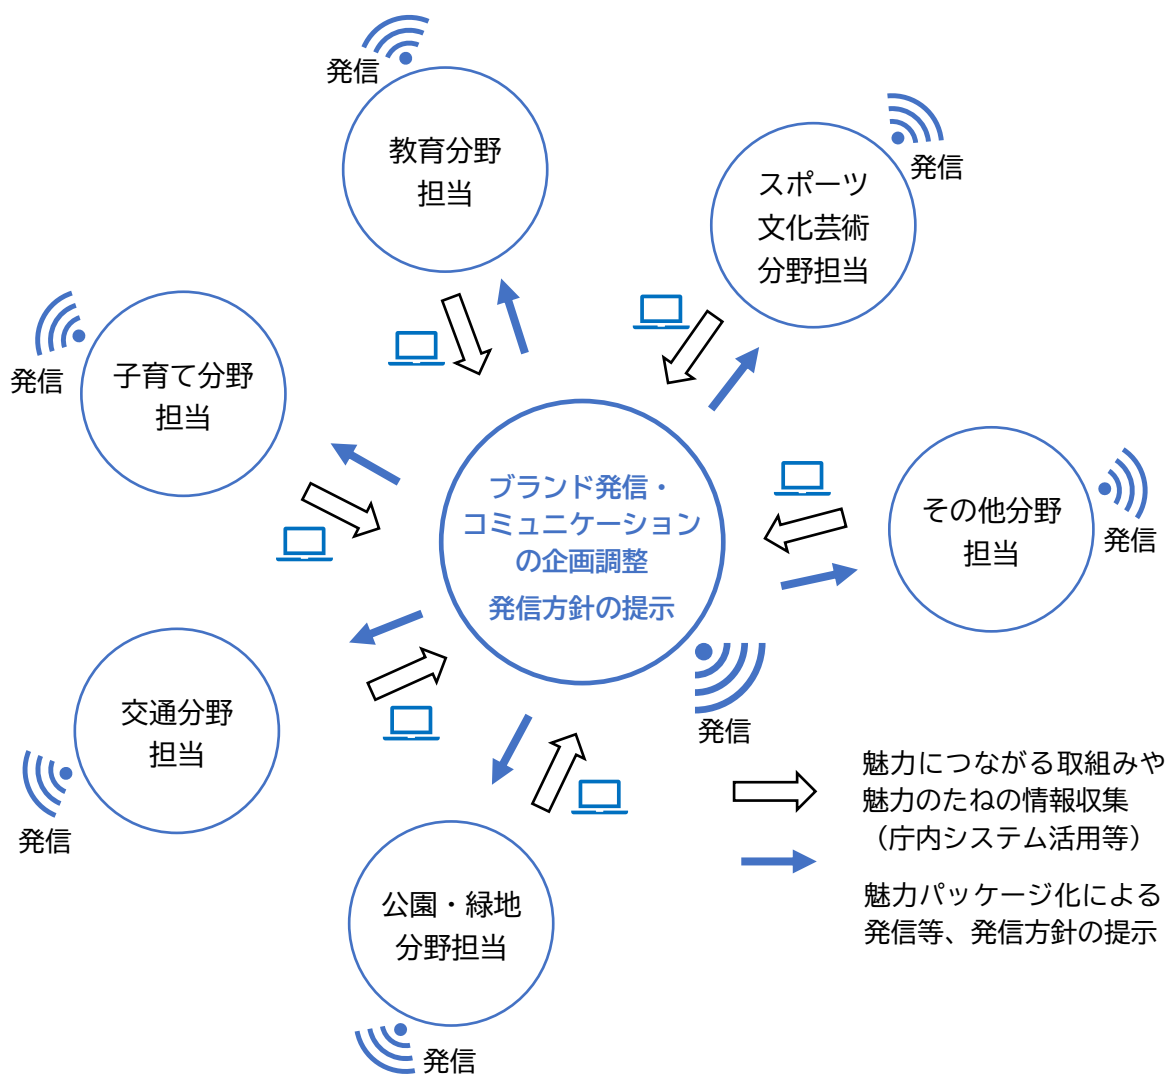 発信
教育分野
担当
発信
スポーツ
文化芸術
分野担当
発信
子育て分野
担当
ブランド発信・
コミュニケーション
の企画調整
発信方針の提示
その他分野
担当
発信
交通分野
担当
発信
発信
公園・緑地
分野担当
発信
魅力につながる取組みや
魅力のたねの情報収集
（庁内システム活用等）
魅力パッケージ化による
発信等、発信方針の提示